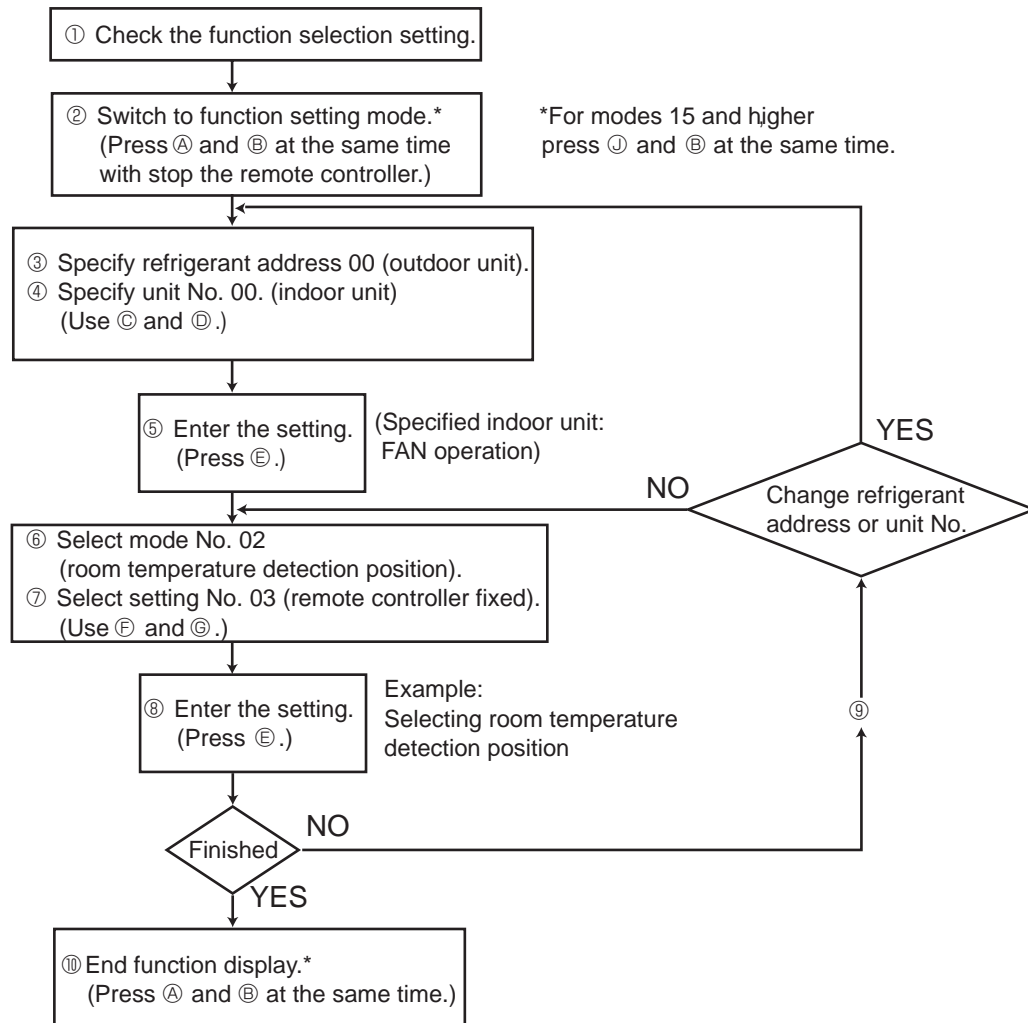 ① Check the function selection setting.
② Switch to function setting mode.*
(Press Ⓐ and Ⓑ at the same time
with stop the remote controller.)
*For modes 15 and higher
press Ⓙ and Ⓑ at the same time.
③ Specify refrigerant address 00 (outdoor unit).
④ Specify unit No. 00. (indoor unit)
(Use Ⓒ and Ⓓ.)
⑤ Enter the setting.
(Press Ⓔ.)
(Specified indoor unit:
FAN operation)
YES
NO
Change refrigerant
address or unit No.
⑥ Select mode No. 02
(room temperature detection position).
⑦ Select setting No. 03 (remote controller fixed).
(Use Ⓕ and Ⓖ.)
⑧ Enter the setting.
(Press Ⓔ.)
Example:
Selecting room temperature
detection position
⑨
Finished
NO
YES
⑩ End function display.*
(Press Ⓐ and Ⓑ at the same time.)